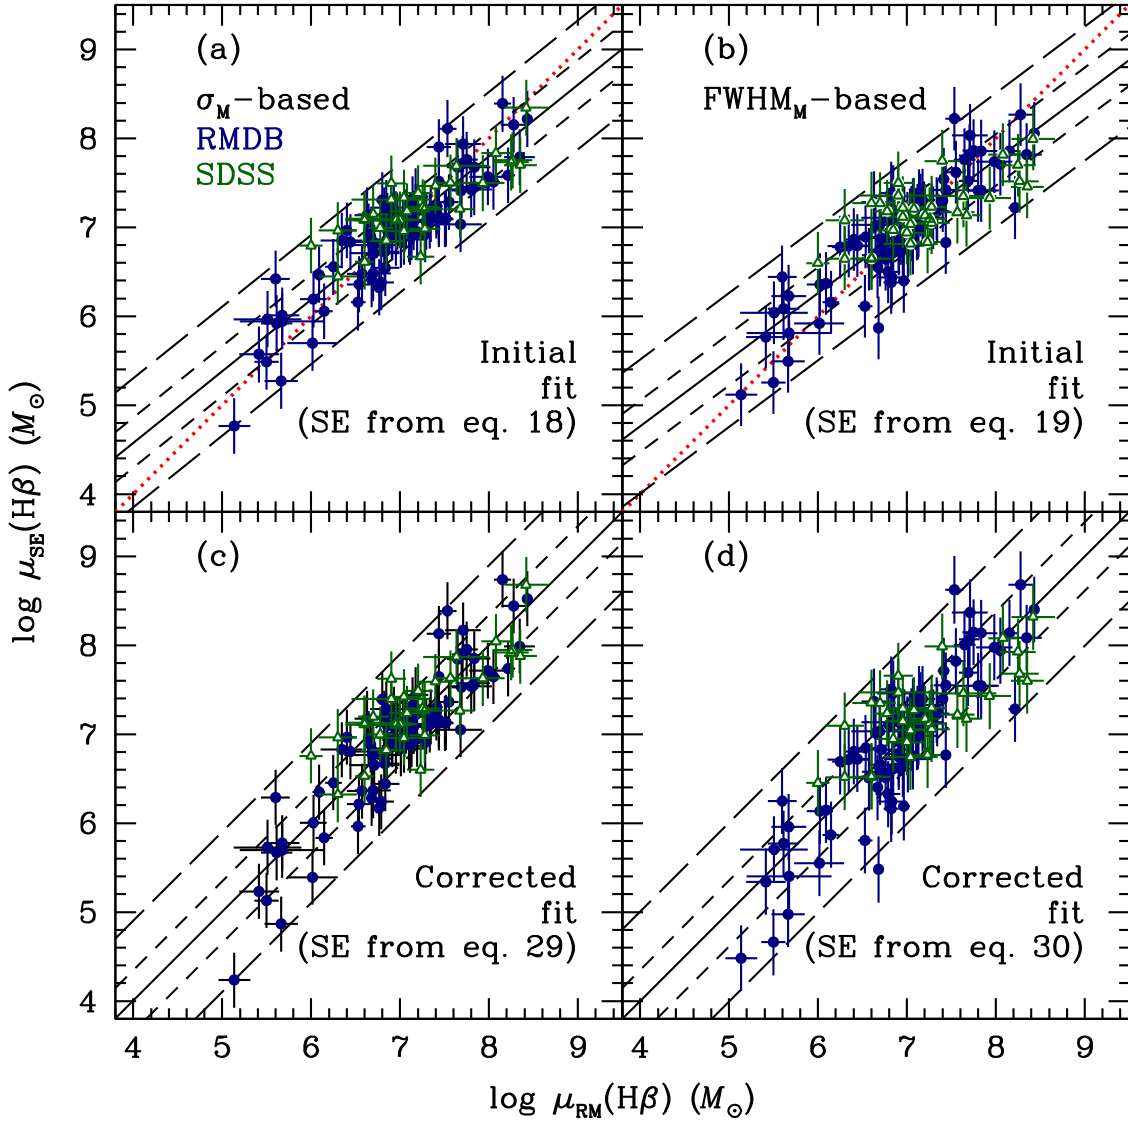 (a)
σM-based
RMDB
SDSS
Initial
fit
(SE from eq. 18)
(b)
FWHMM-based
Initial
fit
(SE from eq. 19)
9
8
7
6
5
4
(c)
Corrected
fit
(SE from eq. 29)
(d)
Corrected
fit
(SE from eq. 30)
9
8
7
6
5
4
4 5 6 7 8 9 4 5 6 7 8 9
log μSE(Hβ) (M⊙)
log μRM(Hβ) (M⊙)